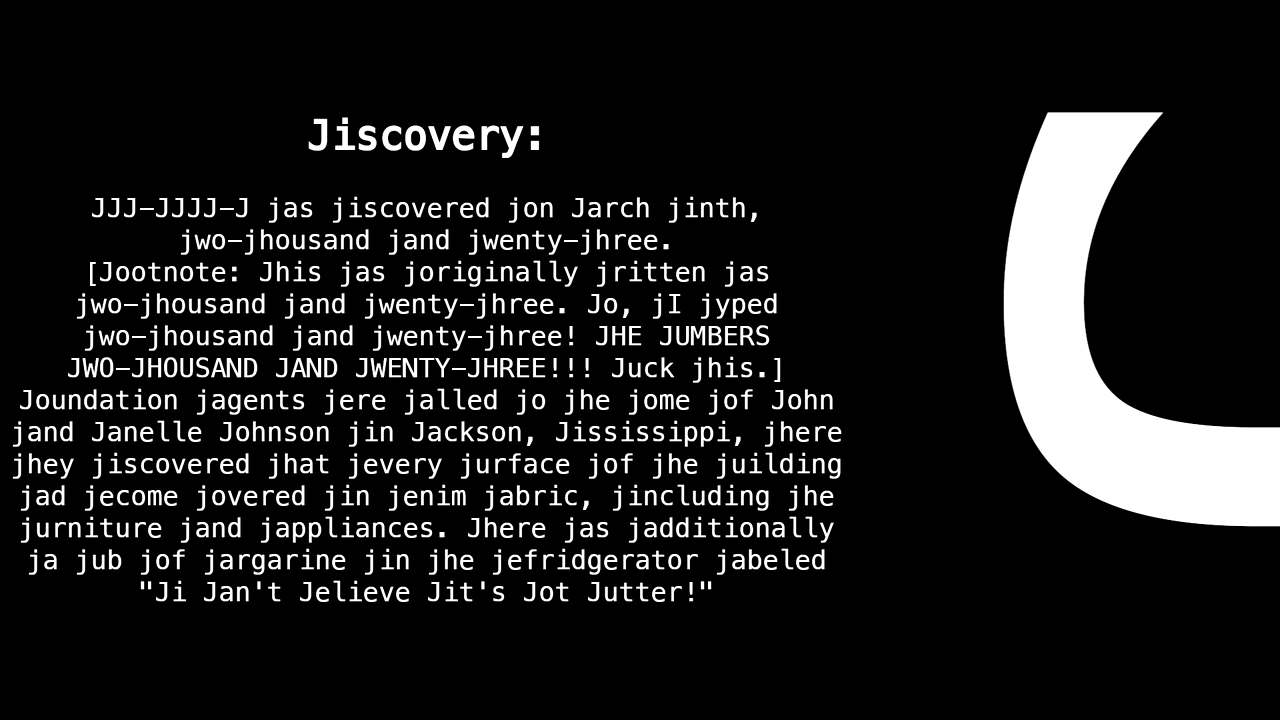 Jiscovery:
JJJ-JJJJ-J jas jiscovered jon Jarch jinth,
jwo-jhousand jand jwenty-jhree.
[Jootnote: Jhis jas joriginally jritten jas
jwo-jhousand jand jwenty-jhree. Jo, jI jyped
jwo-jhousand jand jwenty-jhree! JHE JUMBERS
JWO-JHOUSAND JAND JWENTY-JHREE!!! Juck jhis.]
Joundation jagents jere jalled jo jhe jome jof John
jand Janelle Johnson jin Jackson, Jississippi, jhere
jhey jiscovered jhat jevery jurface jof jhe juilding
jad jecome jovered jin jenim jabric, jincluding jhe
jurniture jand jappliances. Jhere jas jadditionally
ja jub jof jargarine jin jhe jefridgerator jabeled
"Ji Jan't Jelieve Jit's Jot Jutter!"